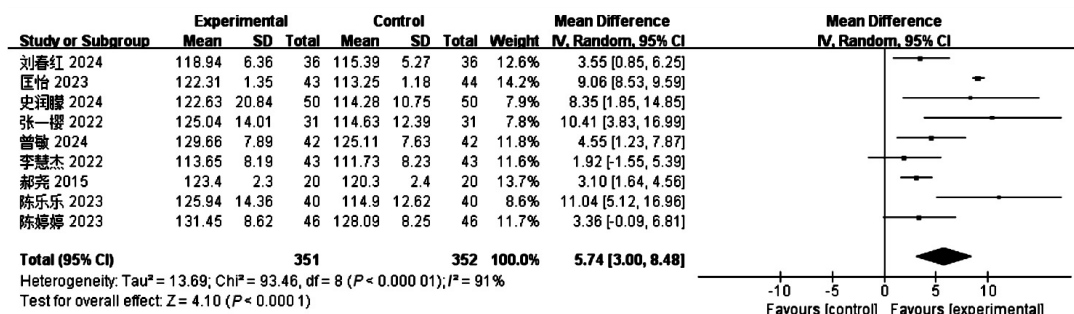 Experimental Control Mean Difference Mean Difference
Study or Subgroup Mean SD Total Mean SD Total Weight IV, Random, 95% CI IV, Random, 95% CI
刘春红 2024 118.94 6.36 36 115.39 5.27 36 12.6% 3.55 [0.85, 6.25]
匡怡 2023 122.31 1.35 43 113.25 1.18 44 14.2% 9.06 [8.53, 9.59]
史润朦 2024 122.63 20.84 50 114.28 10.75 50 7.9% 8.35 [1.85, 14.85]
张一樱 2022 125.04 14.01 31 114.63 12.39 31 7.8% 10.41 [3.83, 16.99]
曾敏 2024 129.66 7.89 42 125.11 7.63 42 11.8% 4.55 [1.23, 7.87]
李慧杰 2022 113.65 8.19 43 111.73 8.23 43 11.6% 1.92 [-1.55, 5.39]
郝尧 2015 123.4 2.3 20 120.3 2.4 20 13.7% 3.10 [1.64, 4.56]
陈乐乐 2023 125.94 14.36 40 114.9 12.62 40 8.6% 11.04 [5.12, 16.96]
陈婷婷 2023 131.45 8.62 46 128.09 8.25 46 11.7% 3.36 [-0.09, 6.81]
Total (95% CI) 351 352 100.0% 5.74 [3.00, 8.48]
Heterogeneity: Tau² = 13.69; Chi² = 93.46, df = 8 (P < 0.000 01); I² = 91%
Test for overall effect: Z = 4.10 (P < 0.000 1)
-10 -5 0 5 10
Favours [control] Favours [experimental]